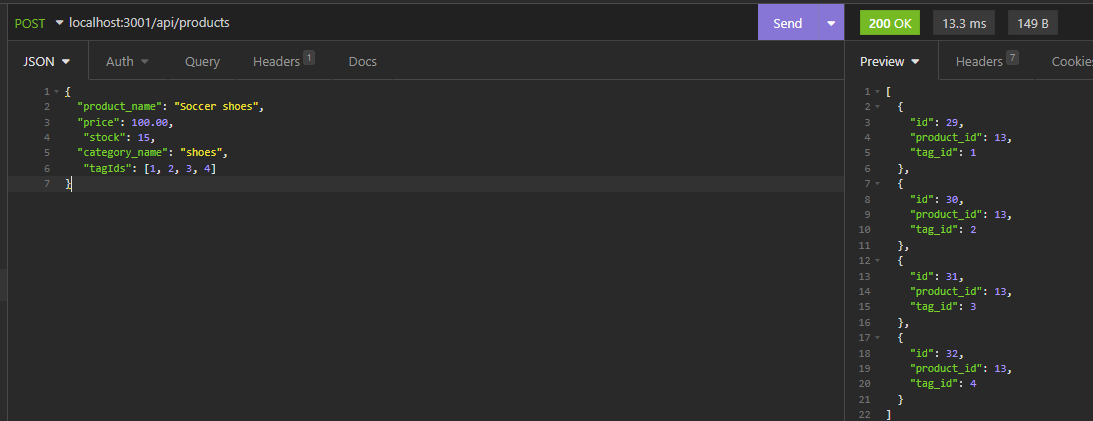 POST localhost:3001/api/products Send 200 OK 13.3 ms 149 B
JSON Auth Query Headers 1 Docs Preview Headers 7 Cookies
1 {
2 "product_name": "Soccer shoes",
3 "price": 100.00,
4 "stock": 15,
5 "category_name": "shoes",
6 "tagIds": [1, 2, 3, 4]
7 }
1 [
2 {
3 "id": 29,
4 "product_id": 13,
5 "tag_id": 1
6 },
7 {
8 "id": 30,
9 "product_id": 13,
10 "tag_id": 2
11 },
12 {
13 "id": 31,
14 "product_id": 13,
15 "tag_id": 3
16 },
17 {
18 "id": 32,
19 "product_id": 13,
20 "tag_id": 4
21 }
22 ]